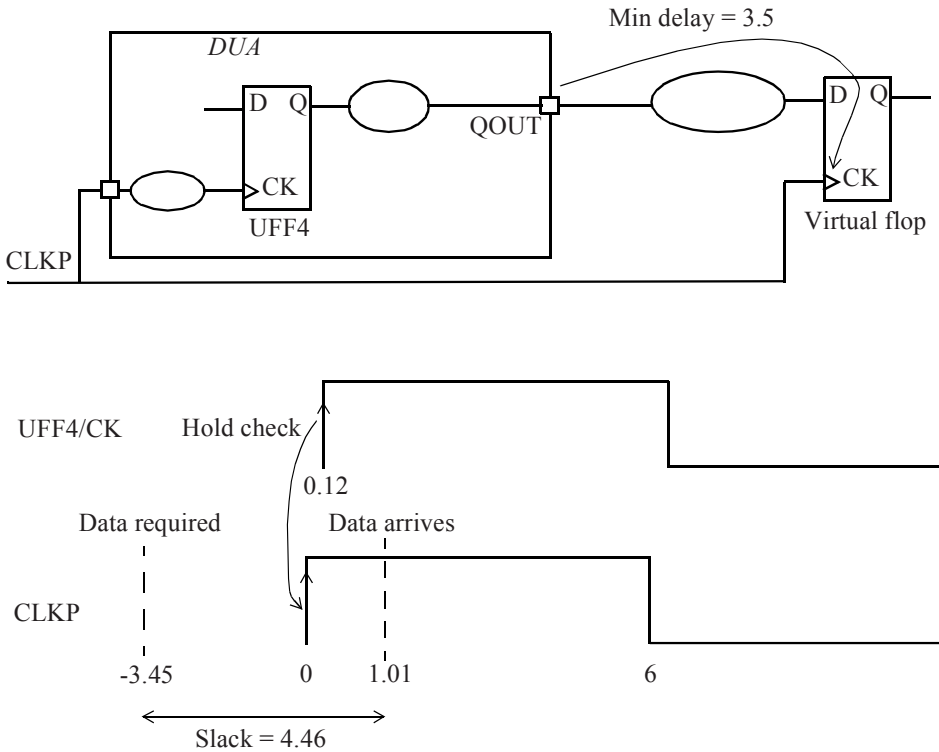 Min delay = 3.5
DUA
D Q
D Q
QOUT
CK
CK
UFF4
Virtual flop
CLKP
UFF4/CK
Hold check
0.12
Data required
Data arrives
CLKP
-3.45
0
1.01
6
Slack = 4.46